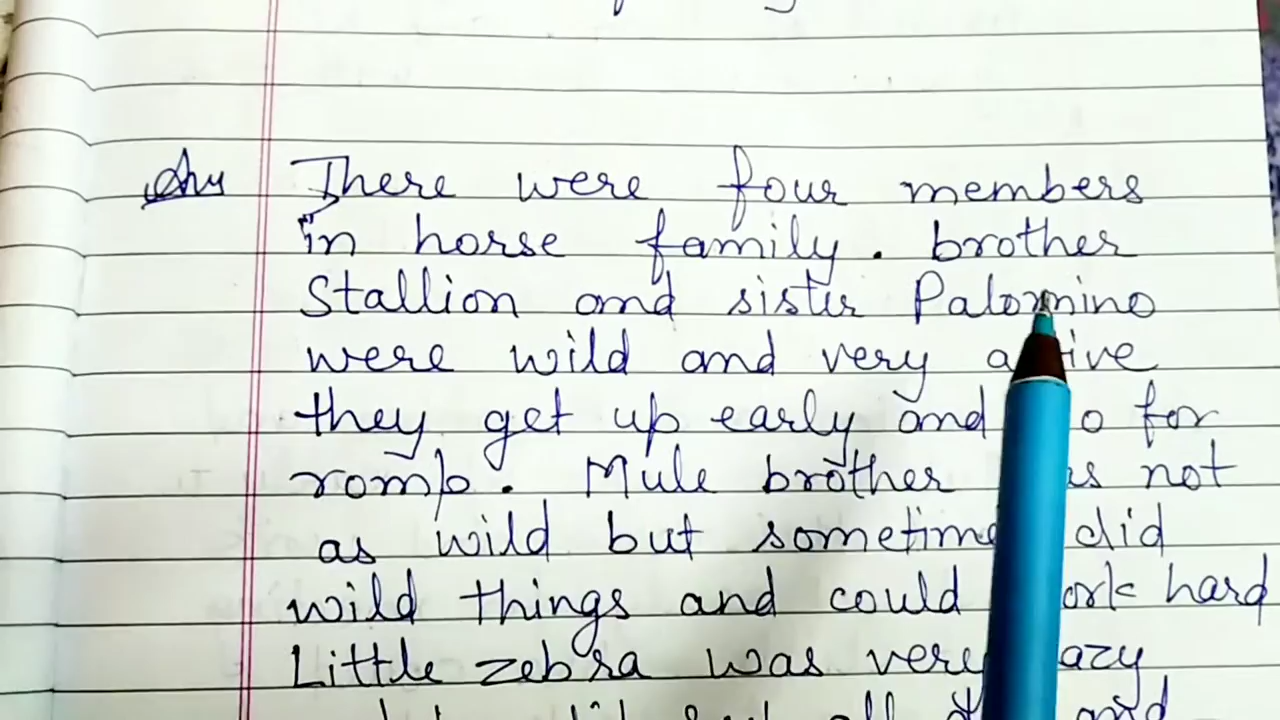 Ans There were four members
in horse family. brother
Stallion and sister Palomino
were wild and very
they get up early and for
romp. Mule brother not
as wild but sometime did
wild things and could hard
Little zebra was very